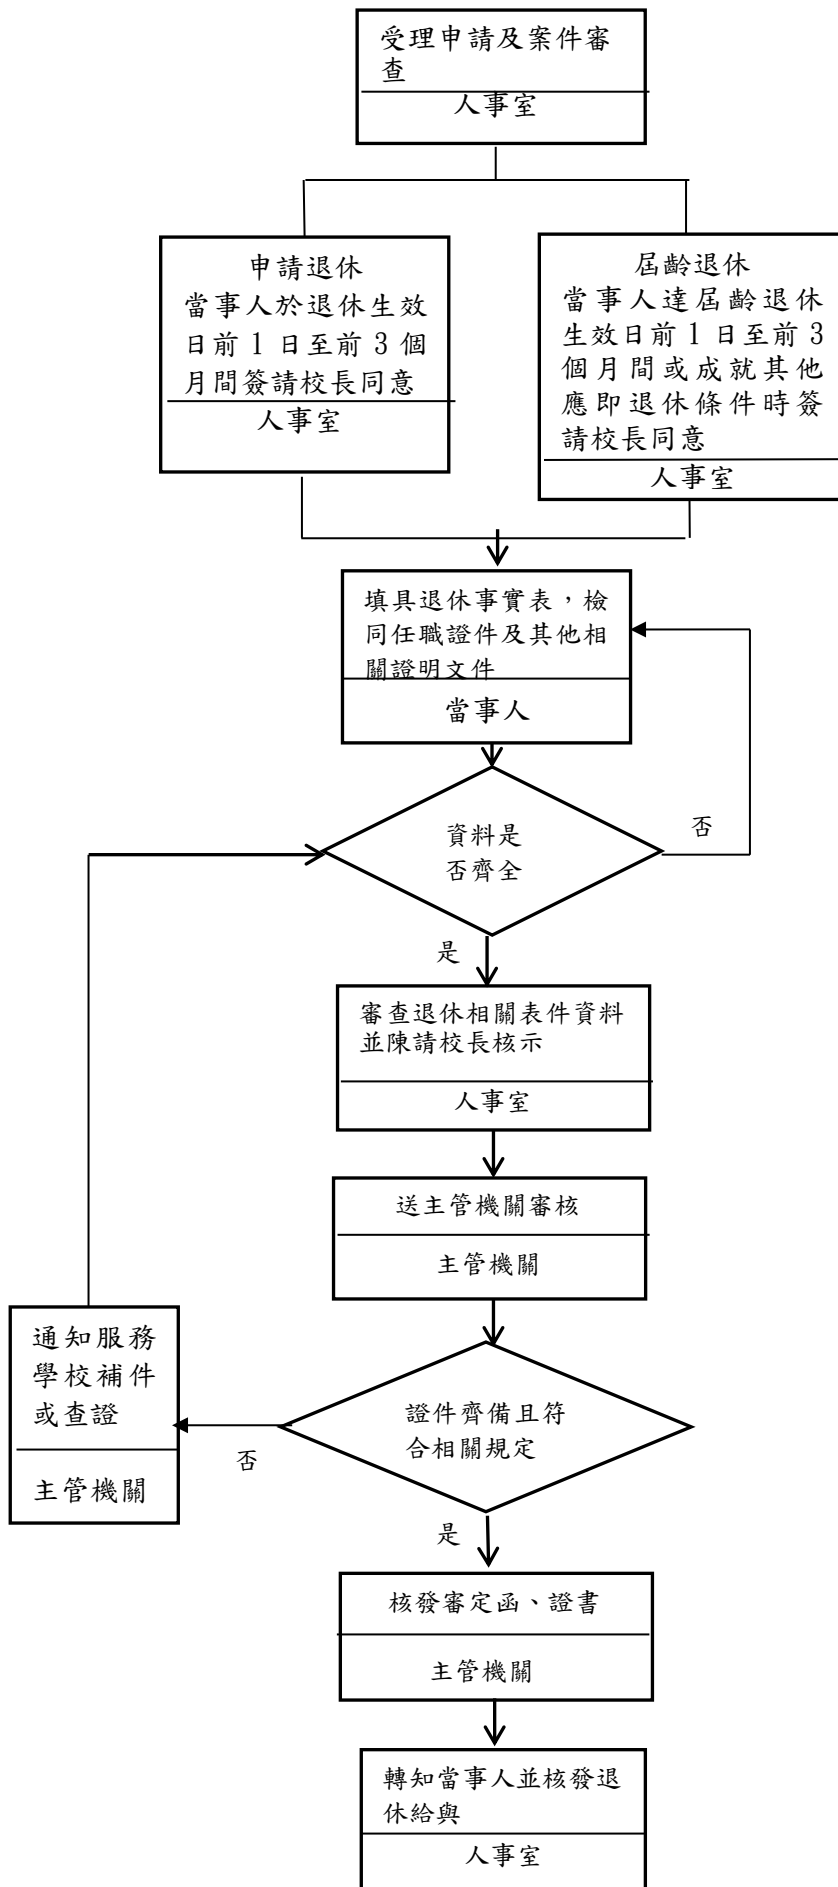 受理申請及案件審
查
人事室
申請退休
當事人於退休生效
日前 1 日至前 3 個
月間簽請校長同意
人事室
屆齡退休
當事人達屆齡退休
生效日前 1 日至前 3
個月間或成就其他
應即退休條件時簽
請校長同意
人事室
填具退休事實表，檢
同任職證件及其他相
關證明文件
當事人
資料是
否齊全
否
是
審查退休相關表件資料
並陳請校長核示
人事室
送主管機關審核
主管機關
通知服務
學校補件
或查證
主管機關
否
證件齊備且符
合相關規定
是
核發審定函、證書
主管機關
轉知當事人並核發退
休給與
人事室